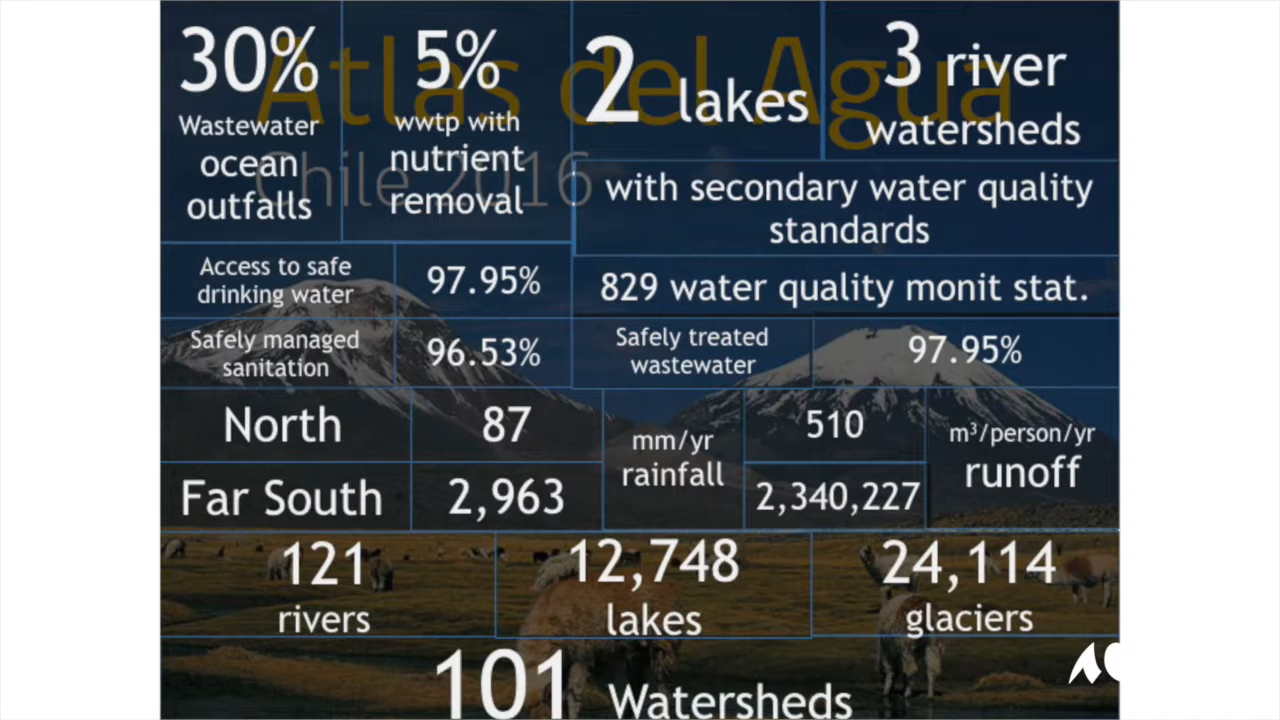 Atlas del Agua
Chile 2016
30%
Wastewater
ocean
outfalls
5%
wwtp with
nutrient
removal
2 lakes
3 river
watersheds
with secondary water quality
standards
Access to safe
drinking water
97.95%
829 water quality monit stat.
Safely managed
sanitation
96.53%
Safely treated
wastewater
97.95%
North
87
mm/yr
rainfall
510
m³/person/yr
runoff
Far South
2,963
2,340,227
121
rivers
12,748
lakes
24,114
glaciers
101 Watersheds